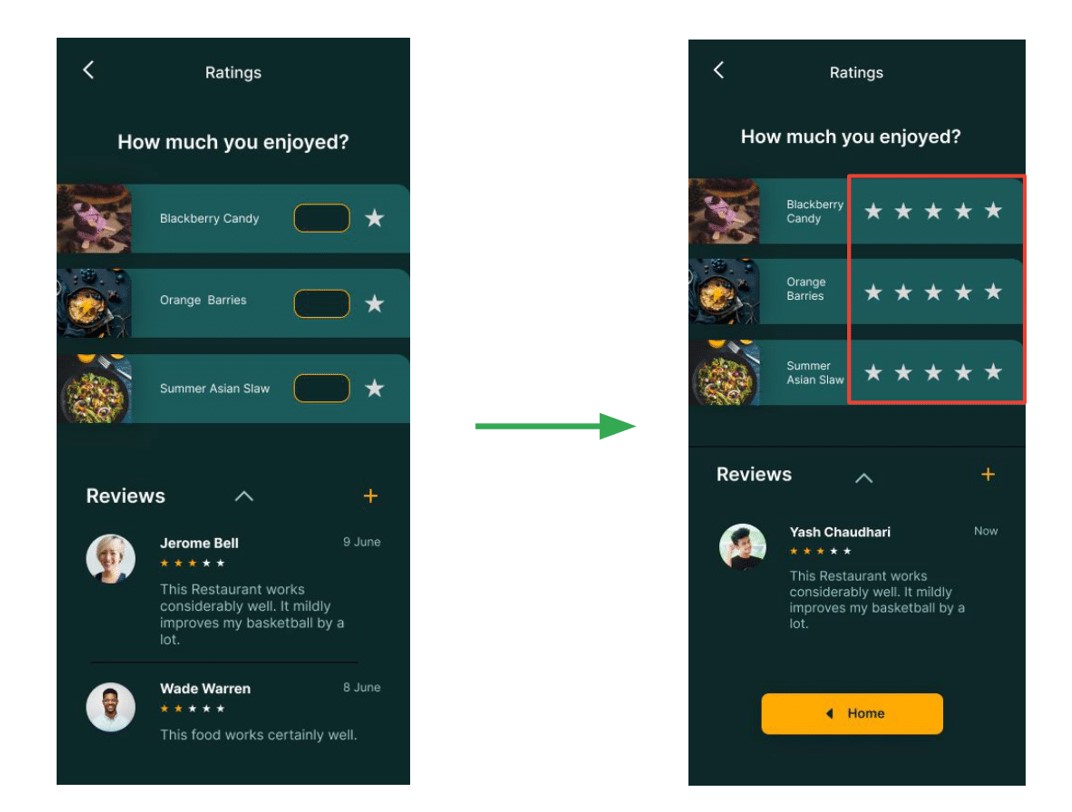 Ratings
How much you enjoyed?
Blackberry Candy
Orange Barries
Summer Asian Slaw
Reviews
Jerome Bell
9 June
This Restaurant works
considerably well. It mildly
improves my basketball by a
lot.
Wade Warren
8 June
This food works certainly well.
Ratings
How much you enjoyed?
Blackberry
Candy
Orange
Barries
Summer
Asian Slaw
Reviews
Yash Chaudhari
Now
This Restaurant works
considerably well. It mildly
improves my basketball by a
lot.
Home